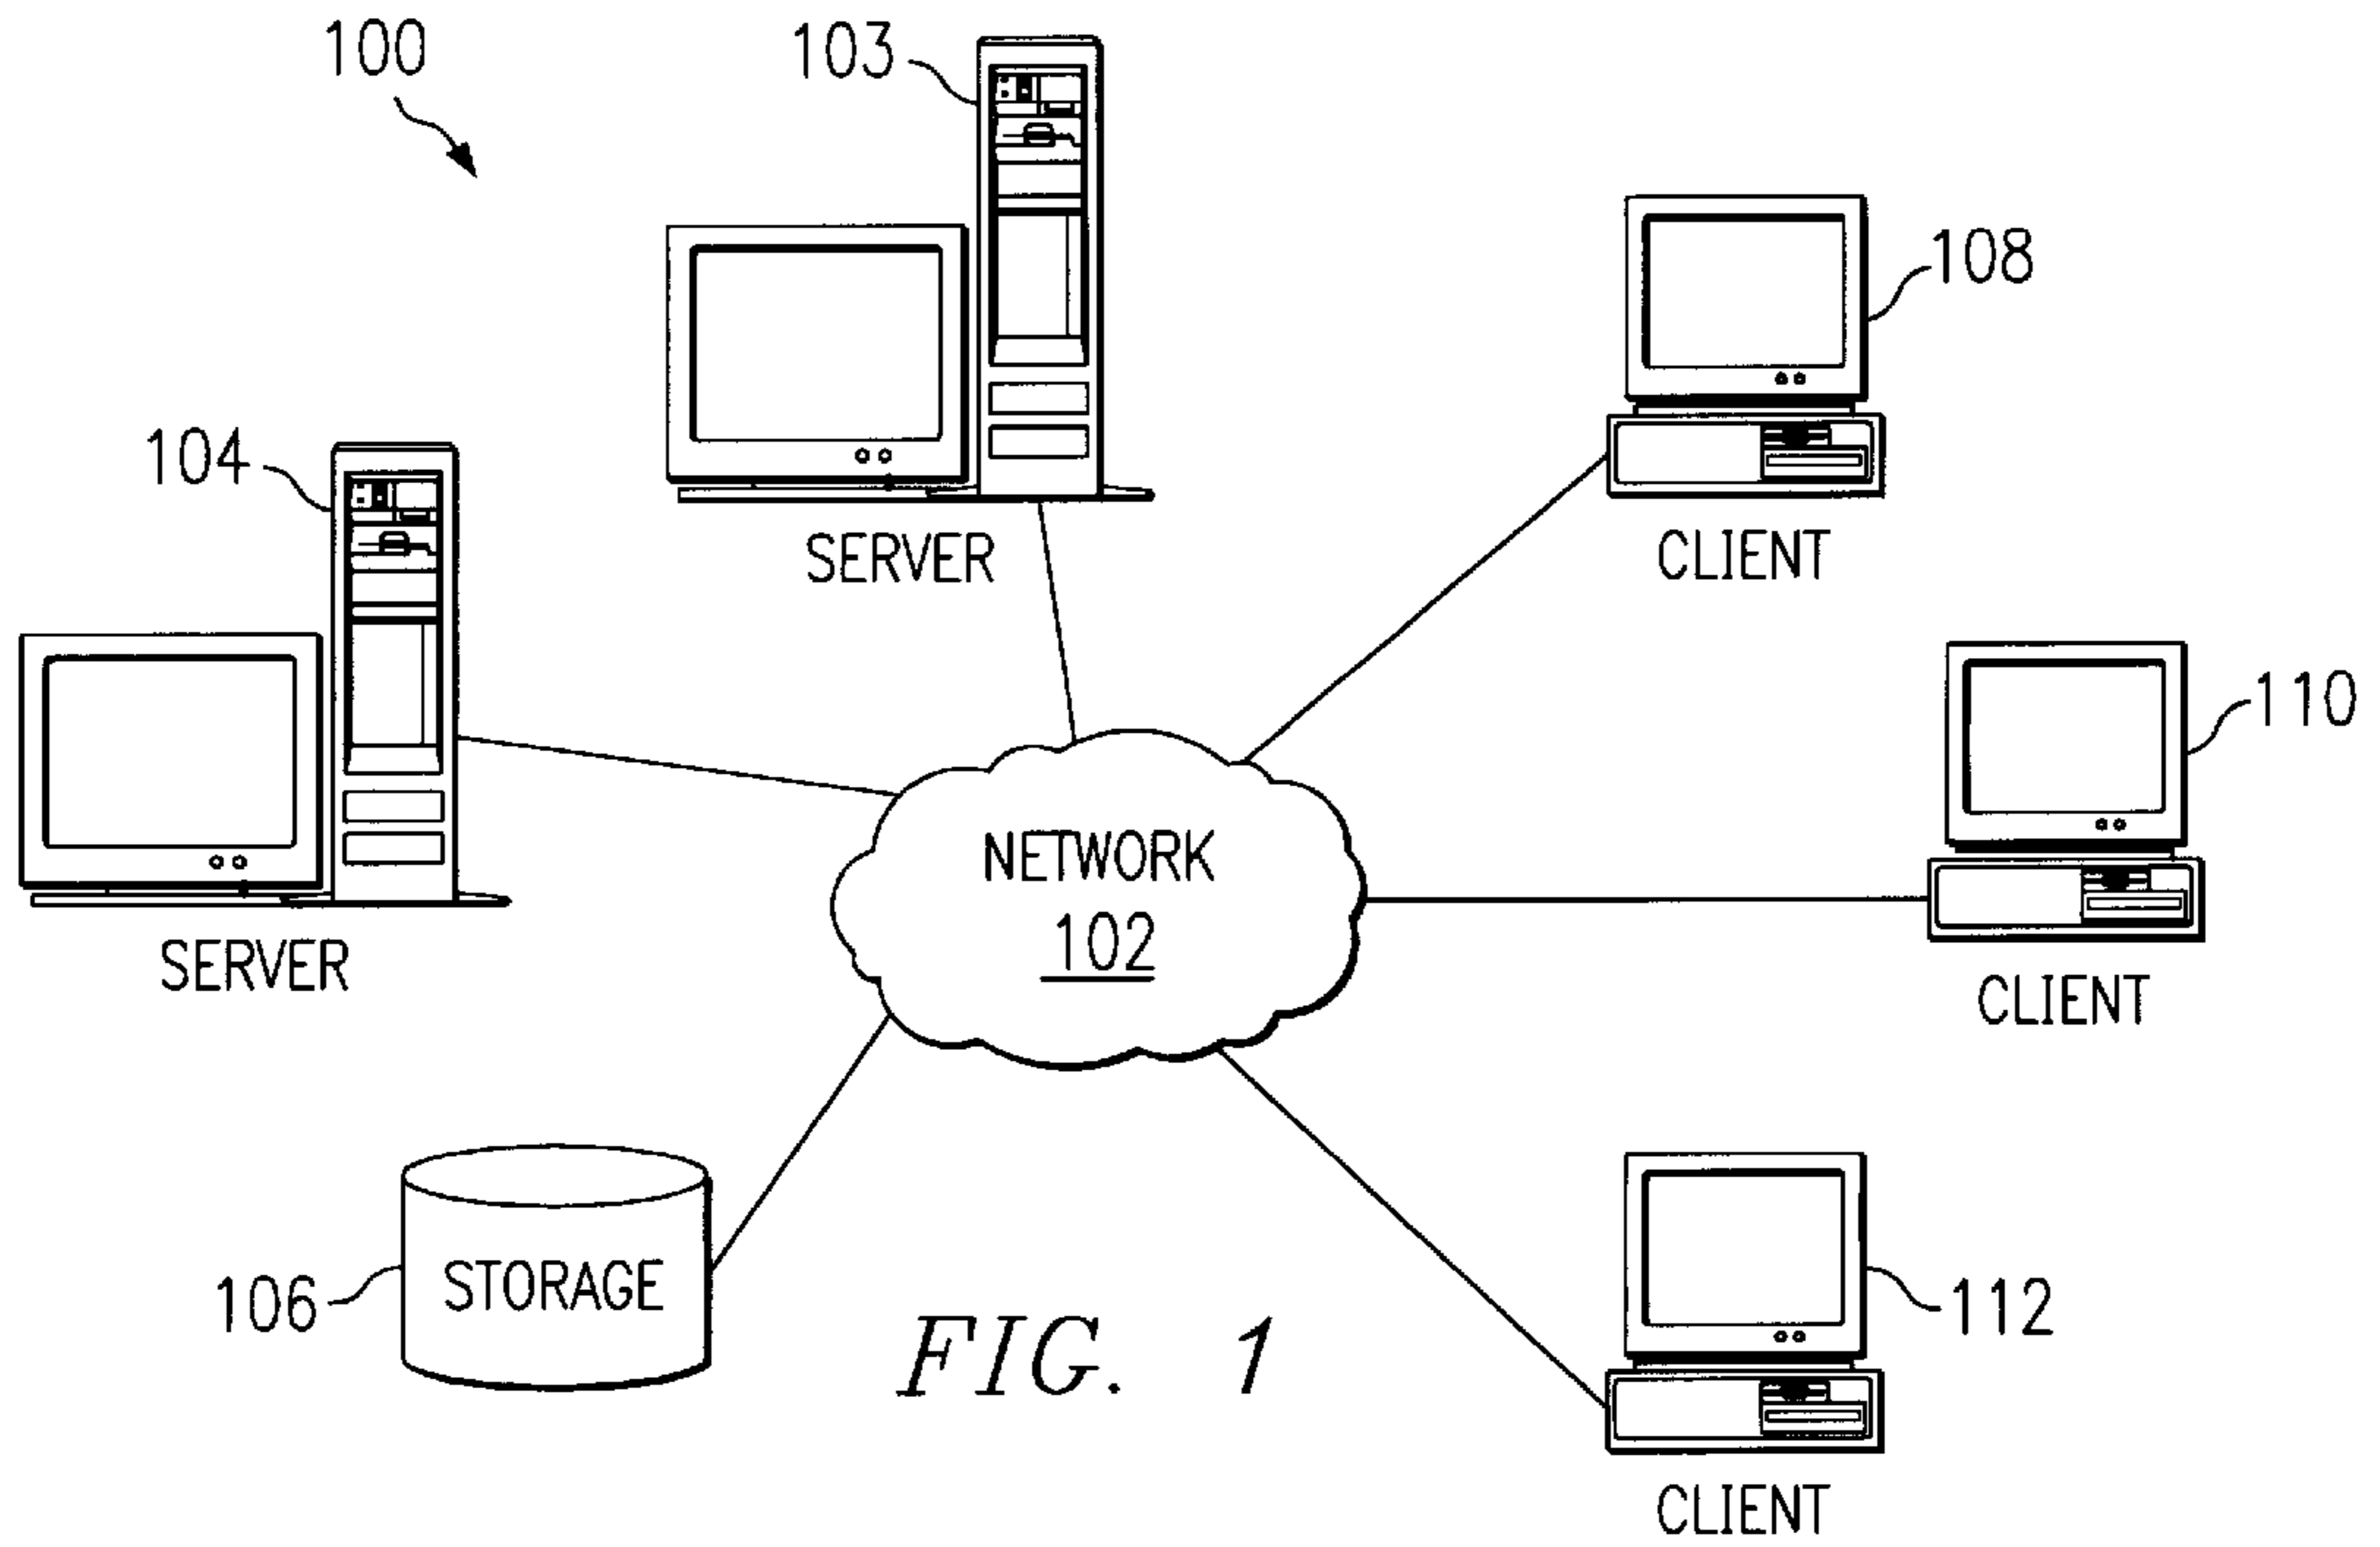 100
103
108
104
SERVER
CLIENT
110
NETWORK
102
SERVER
CLIENT
106
STORAGE
112
FIG. 1
CLIENT